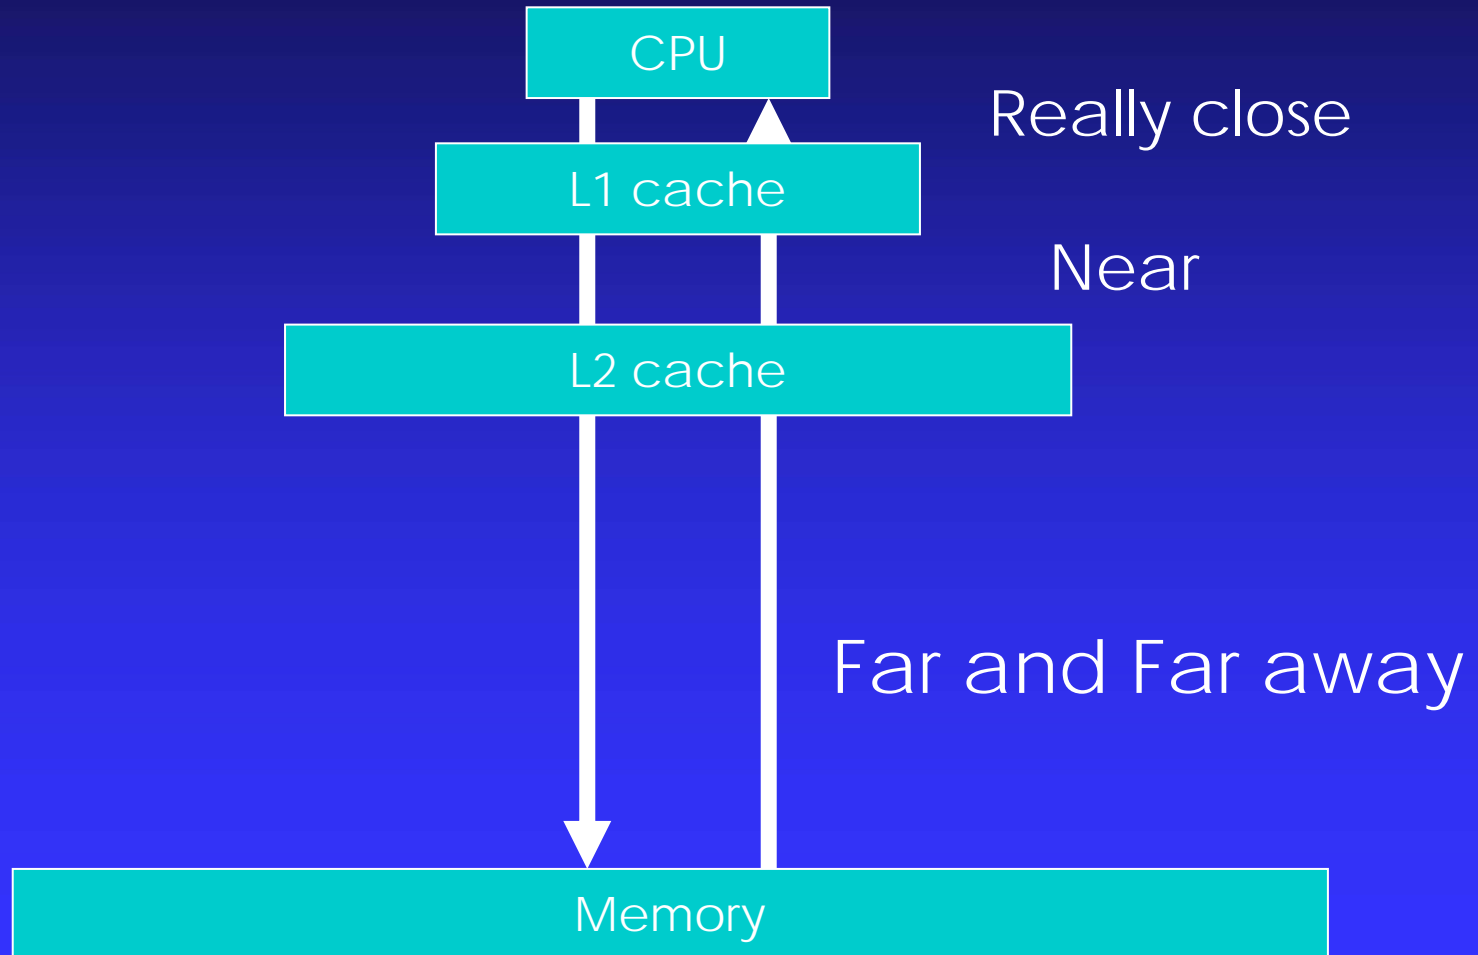 CPU
Really close
L1 cache
Near
L2 cache
Far and Far away
Memory